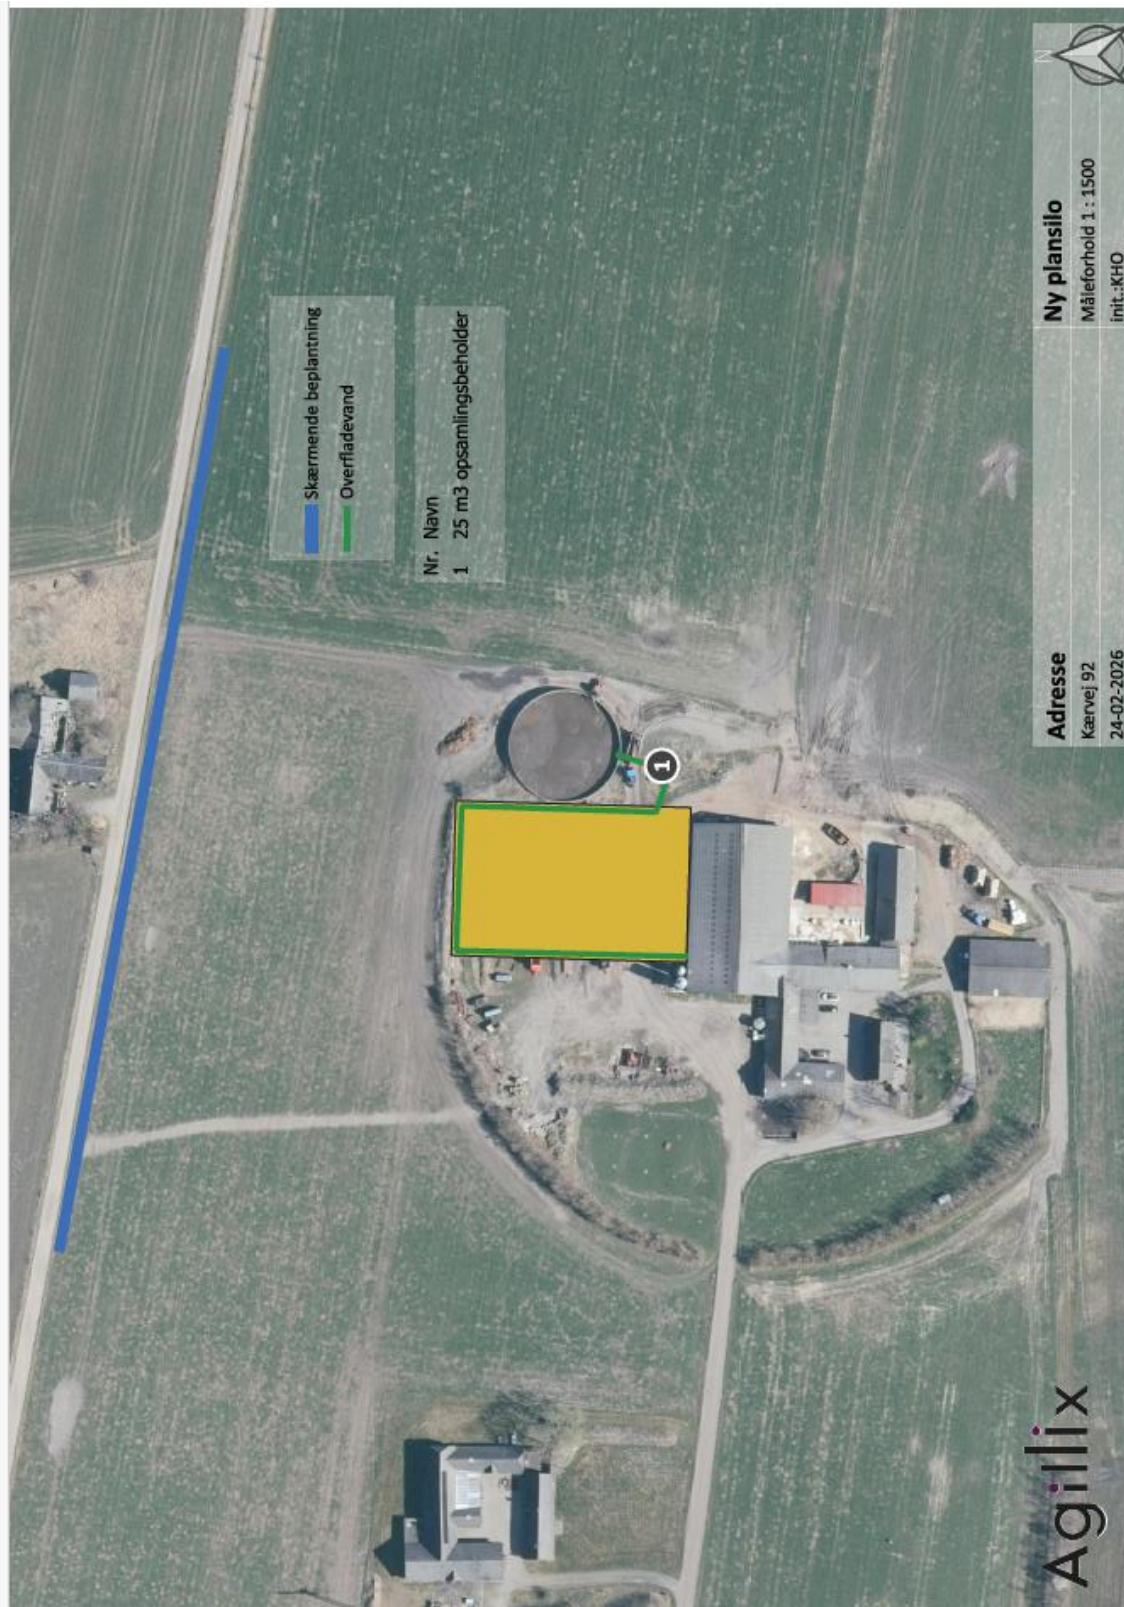 Skærmende beplantning
Overfladevand
Nr. Navn
1 25 m3 opsamlingsbeholder
1
Adresse
Kærvej 92
24-02-2026
Ny plansilo
Måleforhold 1 : 1500
init.:KHO
N
Agillix